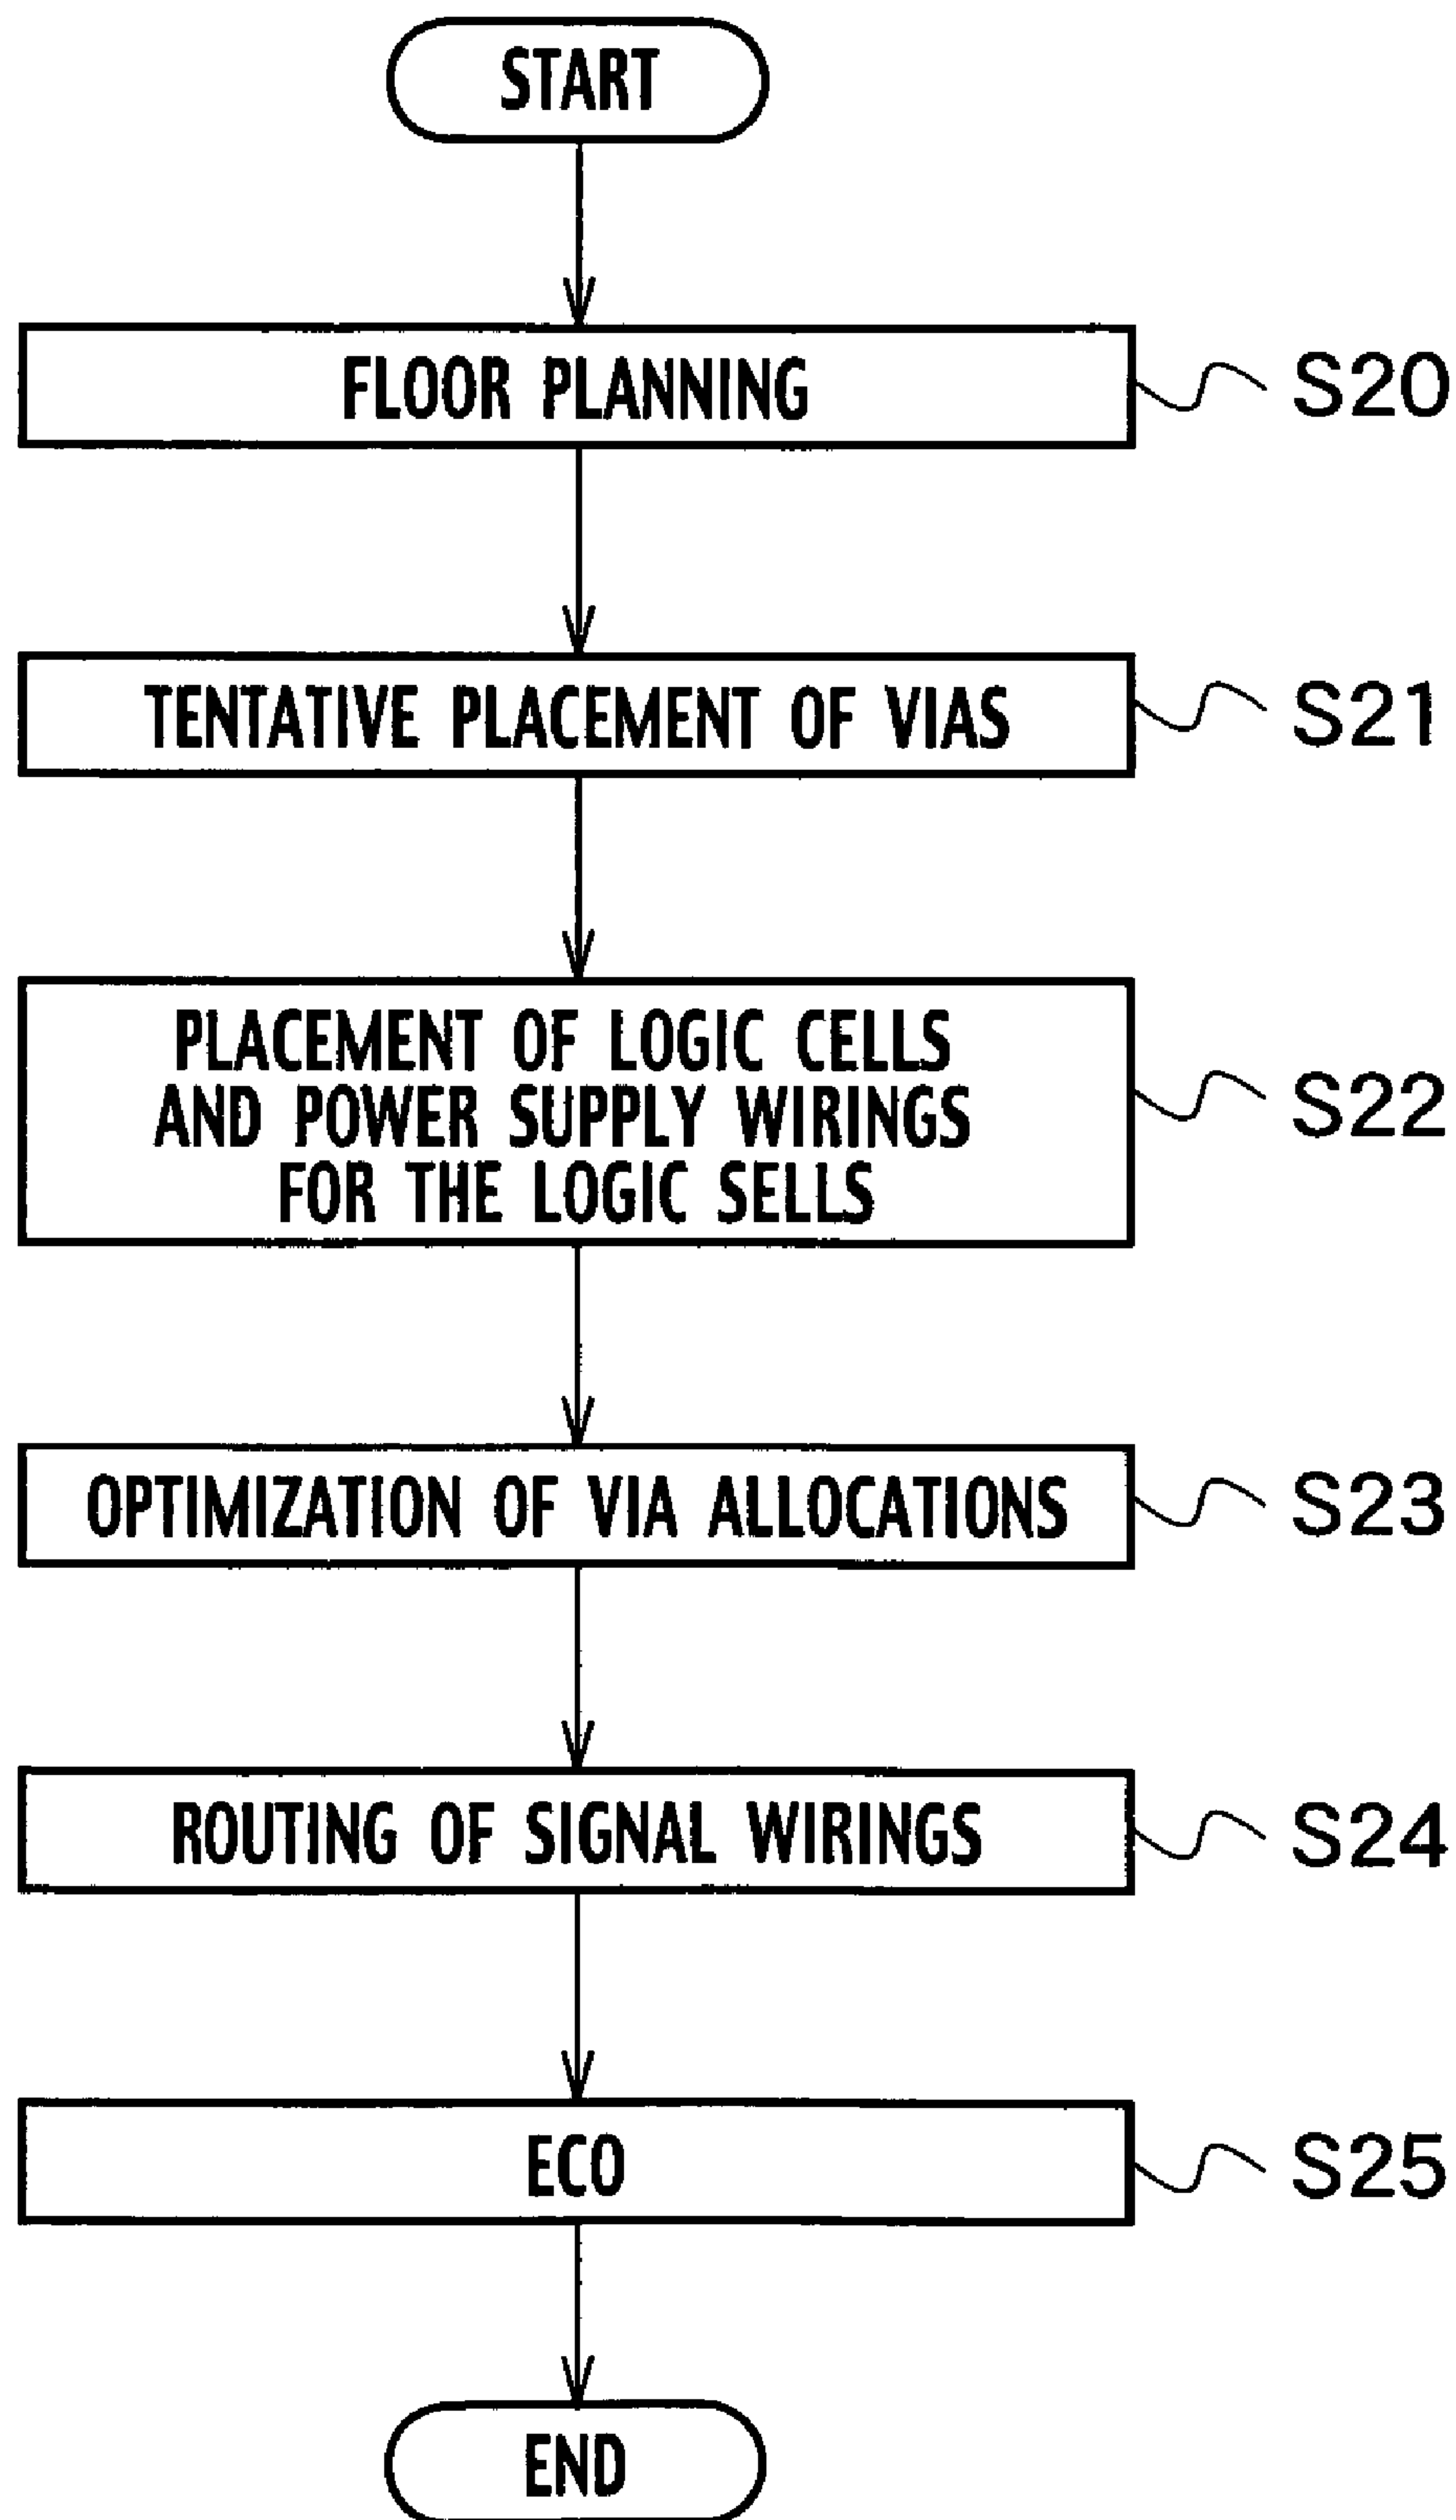 START
FLOOR PLANNING
S20
TENTATIVE PLACEMENT OF VIAS
S21
PLACEMENT OF LOGIC CELLS
AND POWER SUPPLY WIRINGS
FOR THE LOGIC SELLS
S22
OPTIMIZATION OF VIA ALLOCATIONS
S23
ROUTING OF SIGNAL WIRINGS
S24
ECO
S25
END